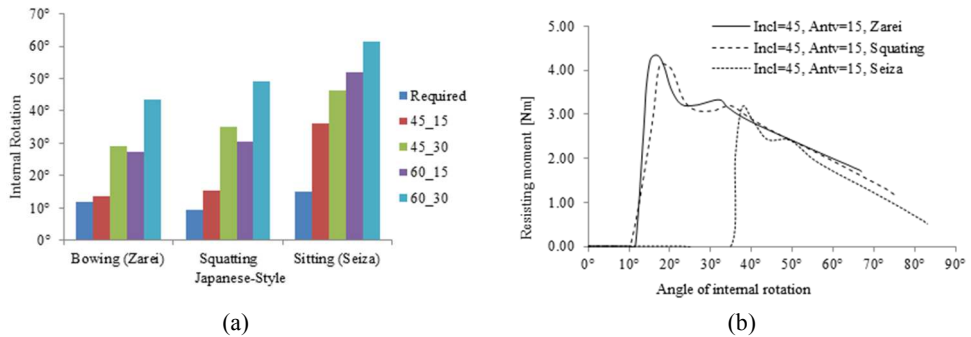 70°
60°
50°
40°
30°
20°
10°
0°
Internal Rotation
Bowing (Zarei)
Squatting
Sitting (Seiza)
Japanese-Style
Required
45_15
45_30
60_15
60_30
(a)
5.00
4.00
3.00
2.00
1.00
0.00
Resisting moment [Nm]
Incl=45, Antv=15, Zarei
Incl=45, Antv=15, Squating
Incl=45, Antv=15, Seiza
0° 10° 20° 30° 40° 50° 60° 70° 80° 90°
Angle of internal rotation
(b)